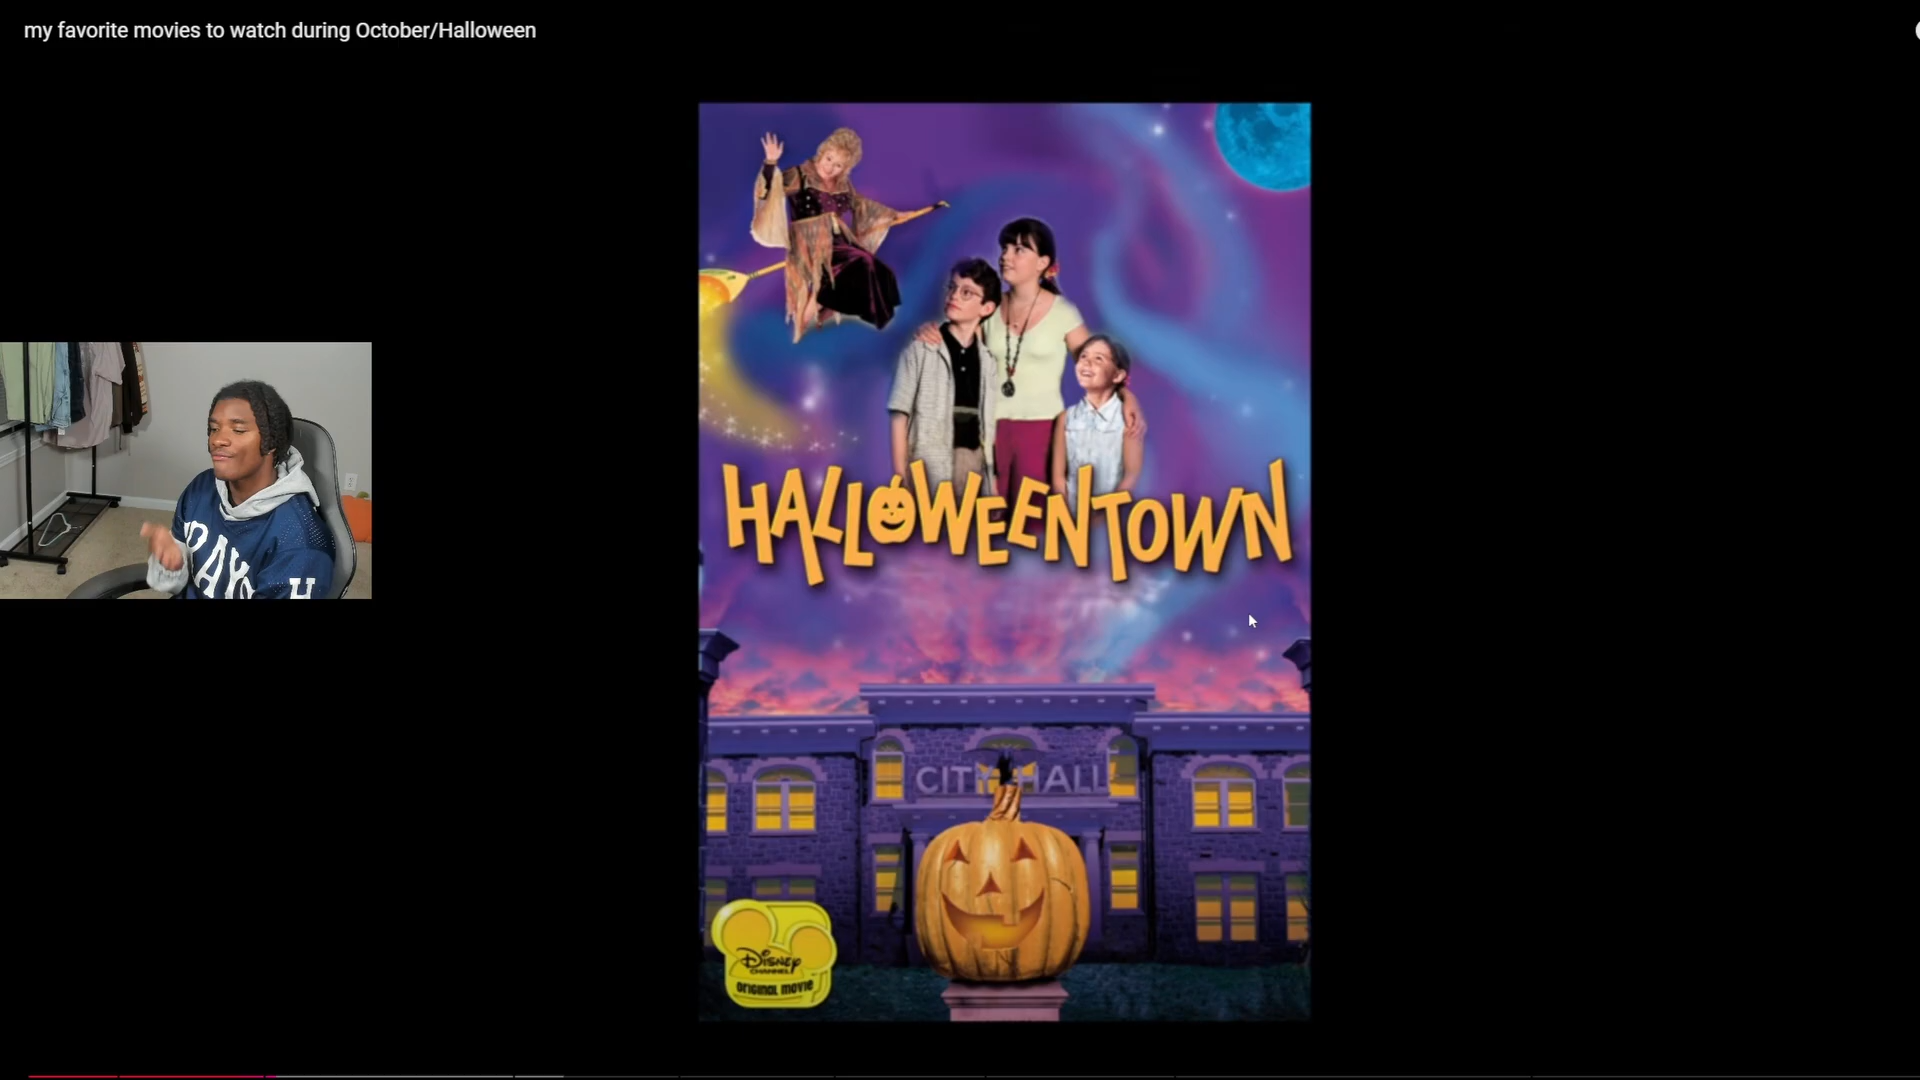 my favorite movies to watch during October/Halloween
HALLOWEENTOWN
CITY HALL
DISNEY
CHANNEL
ORIGINAL MOVIE
H